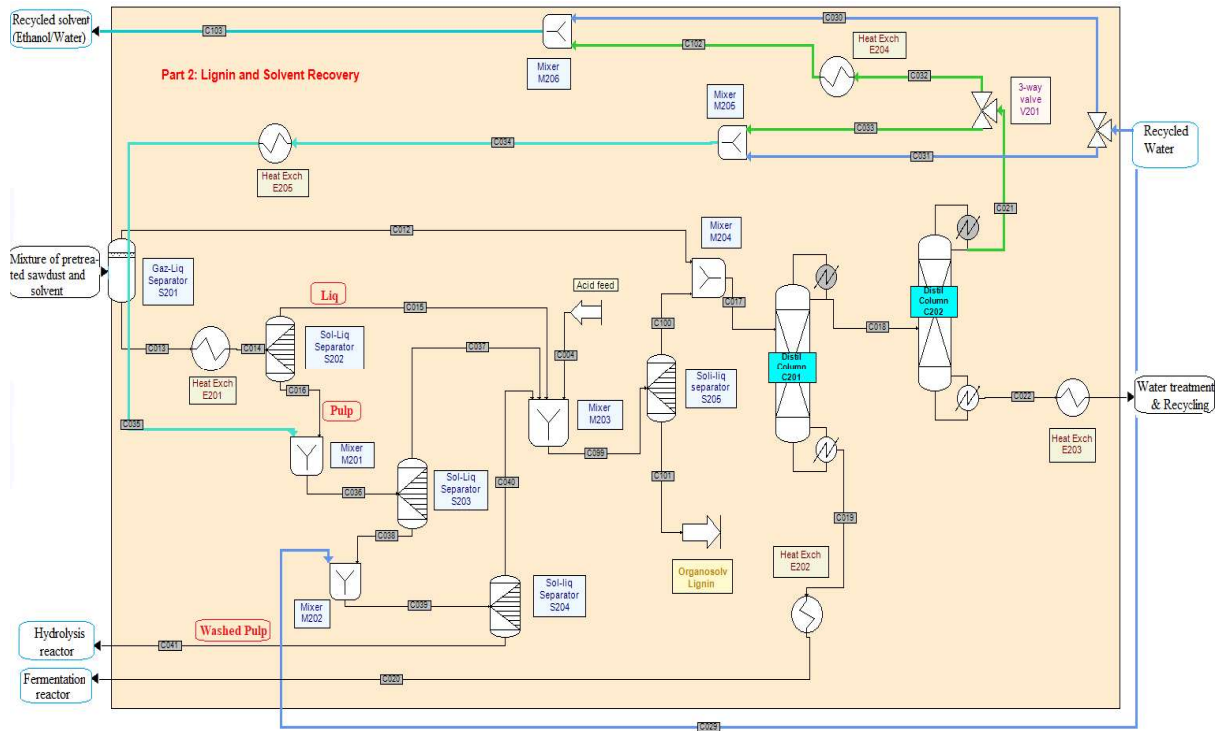 Recycled solvent
(Ethanol/Water)
C103
Mixer
M206
C030
C102
Heat Exch
E204
C032
Part 2: Lignin and Solvent Recovery
Mixer
M205
3-way
valve
V201
C033
C034
C031
Recycled
Water
Heat Exch
E205
C021
C012
Mixer
M204
Mixture of pretrea-
ted sawdust and
solvent
Gaz-Liq
Separator
S201
Liq
C015
Acid feed
C017
Distil
Column
C202
C100
C018
C013
C014
Sol-Liq
Separator
S202
C037
C004
Heat Exch
E201
C016
Soli-liq
separator
S205
Distil
Column
C201
Pulp
Mixer
M203
C022
Water treatment
& Recycling
C035
Mixer
M201
C099
Heat Exch
E203
Sol-Liq
Separator
S203
C040
C101
C036
C038
C019
Heat Exch
E202
Organosolv
Lignin
Mixer
M202
C039
Sol-liq
Separator
S204
Washed Pulp
Hydrolysis
reactor
C041
Fermentation
reactor
C020
C029